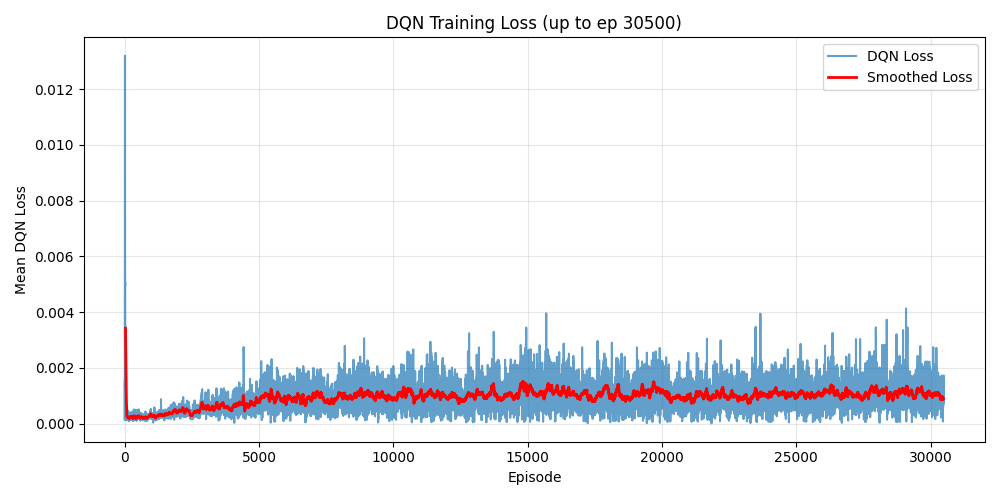 DQN Training Loss (up to ep 30500)
DQN Loss
Smoothed Loss
Mean DQN Loss
0.012
0.010
0.008
0.006
0.004
0.002
0.000
0 5000 10000 15000 20000 25000 30000
Episode